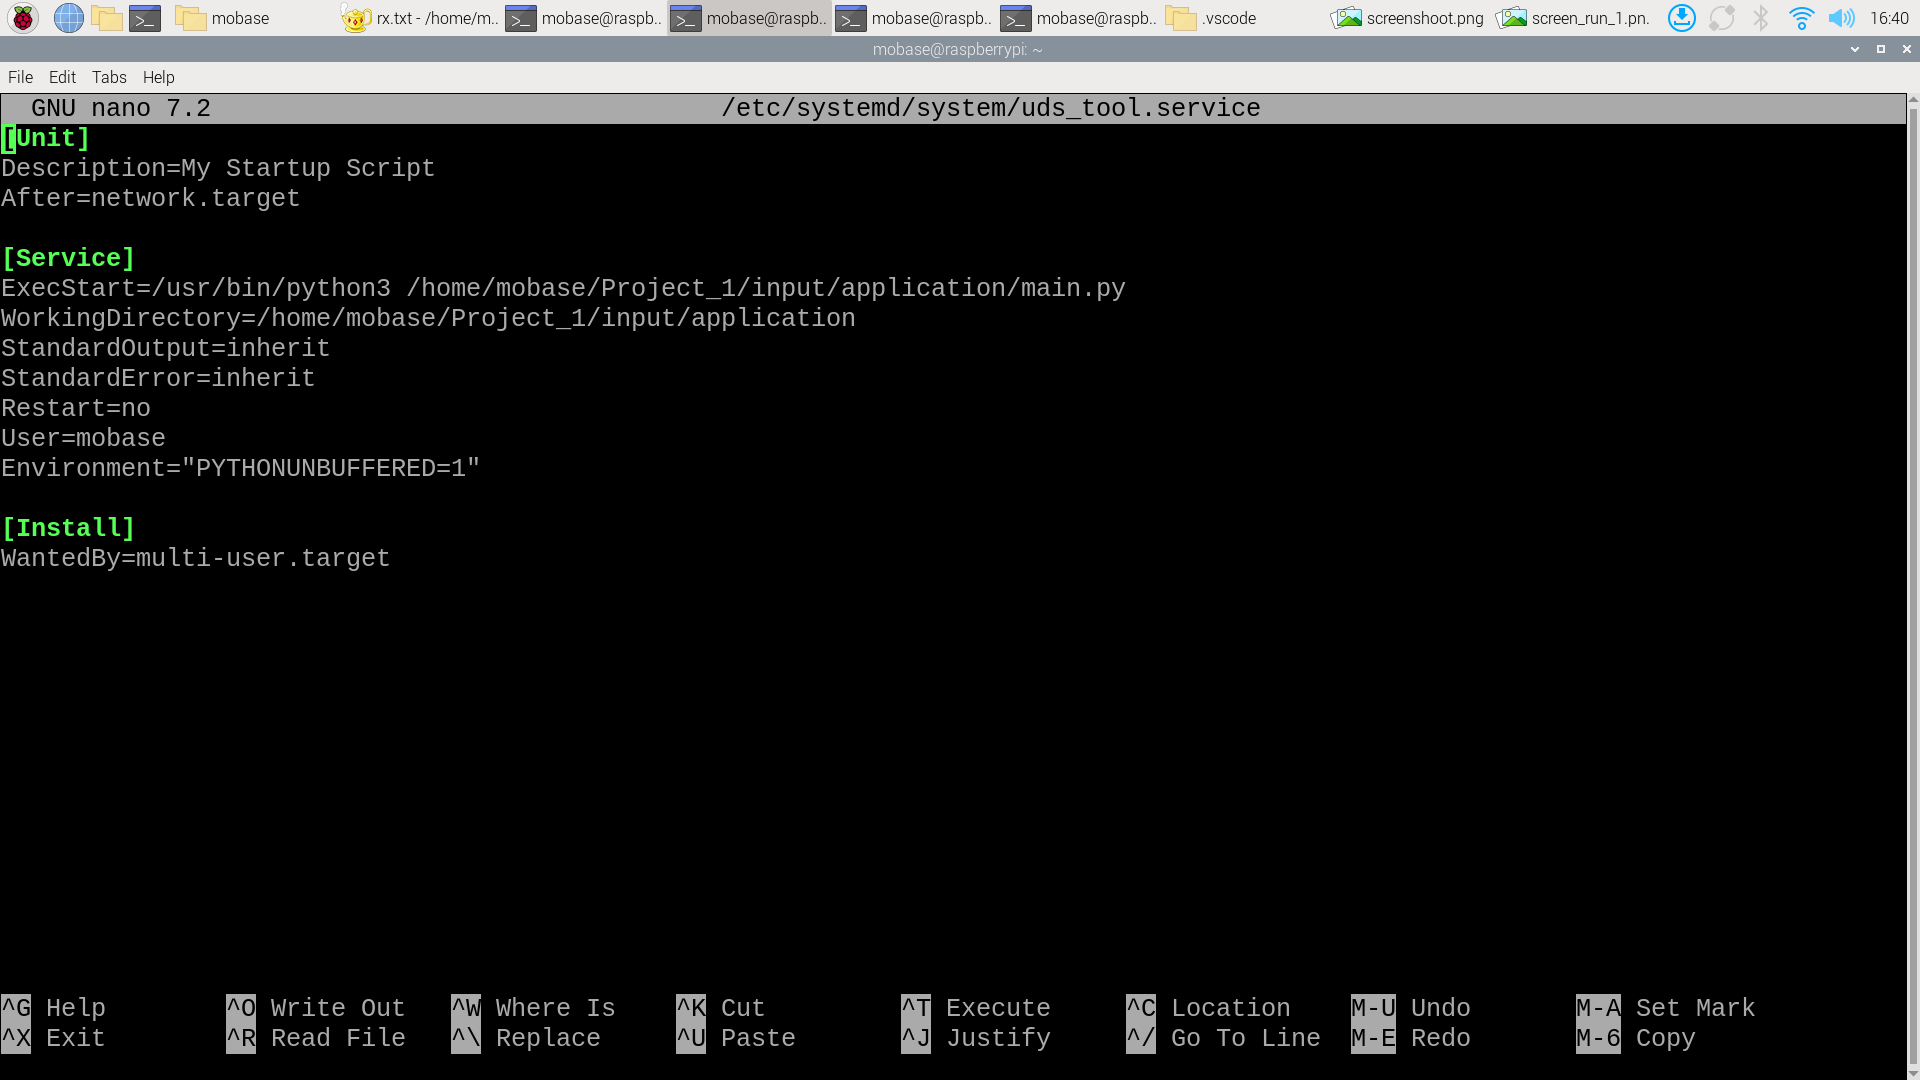 mobase
rx.txt - /home/m..
mobase@raspb..
mobase@raspb..
mobase@raspb..
mobase@raspb..
.vscode
screenshoot.png
screen_run_1.pn.
16:40
mobase@raspberrypi: ~
File Edit Tabs Help
GNU nano 7.2 /etc/systemd/system/uds_tool.service
[Unit]
Description=My Startup Script
After=network.target
[Service]
ExecStart=/usr/bin/python3 /home/mobase/Project_1/input/application/main.py
WorkingDirectory=/home/mobase/Project_1/input/application
StandardOutput=inherit
StandardError=inherit
Restart=no
User=mobase
Environment="PYTHONUNBUFFERED=1"
[Install]
WantedBy=multi-user.target
^G Help ^O Write Out ^W Where Is ^K Cut ^T Execute ^C Location M-U Undo M-A Set Mark
^X Exit ^R Read File ^\ Replace ^U Paste ^J Justify ^/ Go To Line M-E Redo M-6 Copy